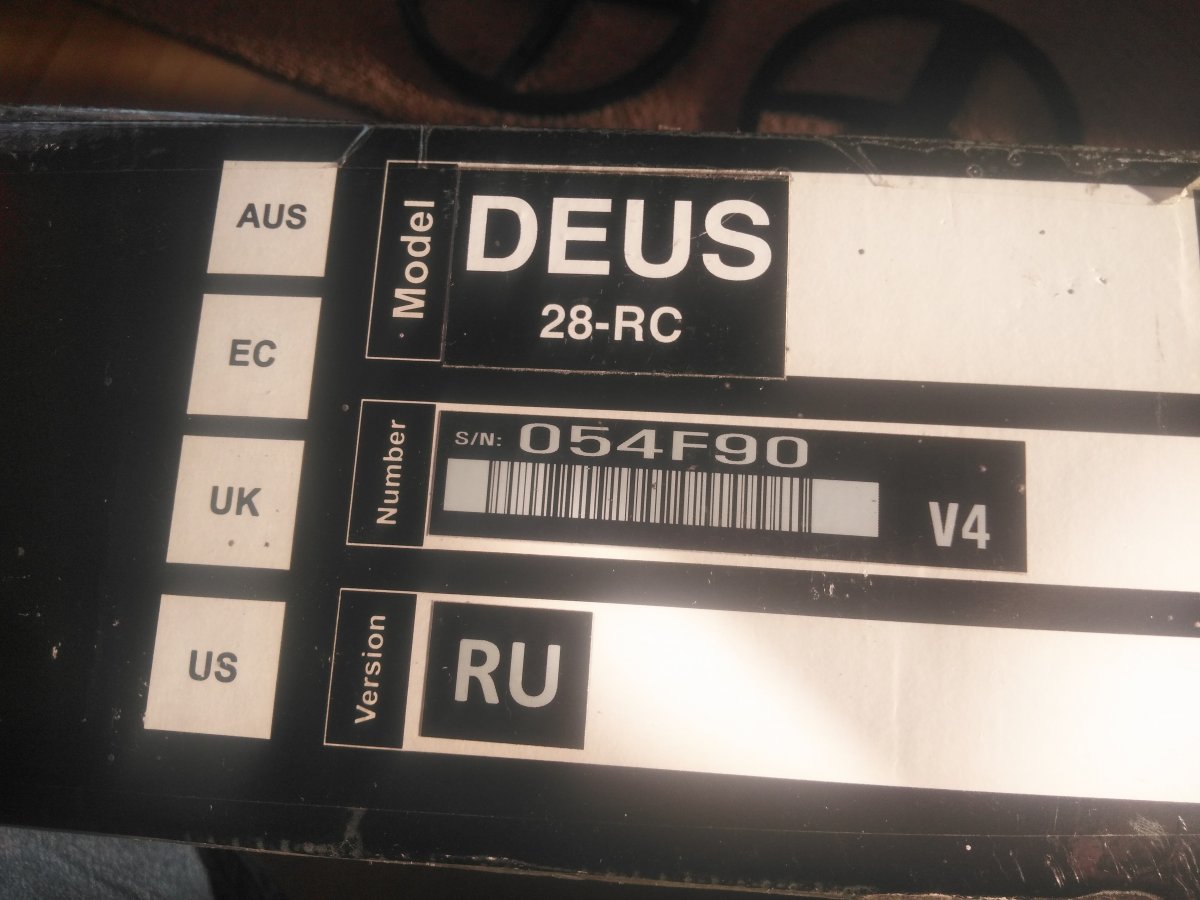 AUS
EC
UK
US
Model
DEUS
28-RC
Number
S/N: 054F90
V4
Version
RU